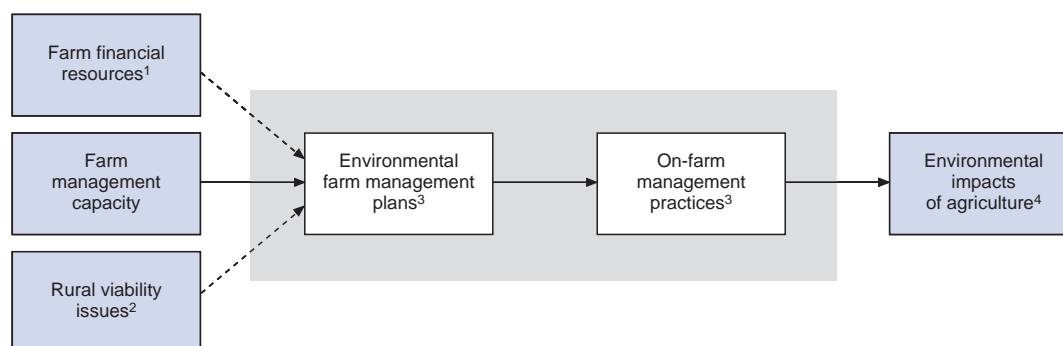 Farm financial
resources¹
Farm
management
capacity
Rural viability
issues²
Environmental
farm management
plans³
On-farm
management
practices³
Environmental
impacts
of agriculture⁴